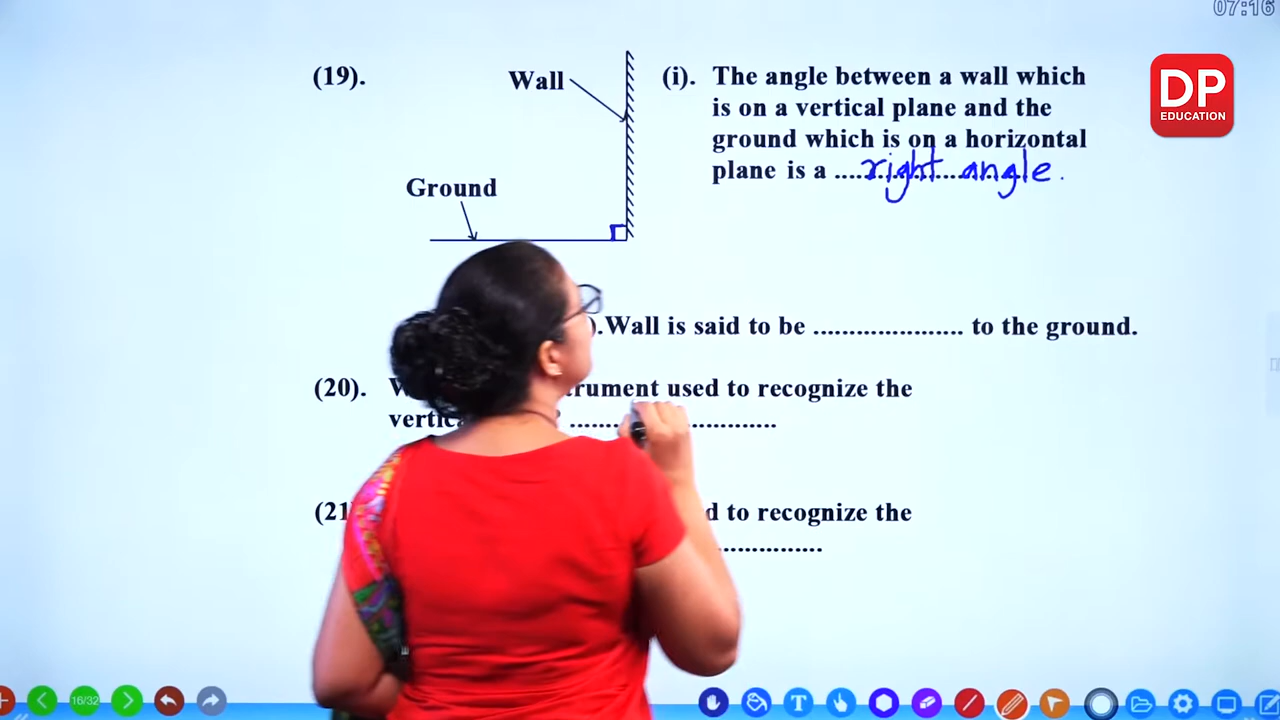 07:16
DP
EDUCATION
(19).
Wall
Ground
(i). The angle between a wall which
is on a vertical plane and the
ground which is on a horizontal
plane is a .................... right angle.
).Wall is said to be ..................... to the ground.
(20). used to recognize the
.............................
(21 to recognize the
..............
16/32